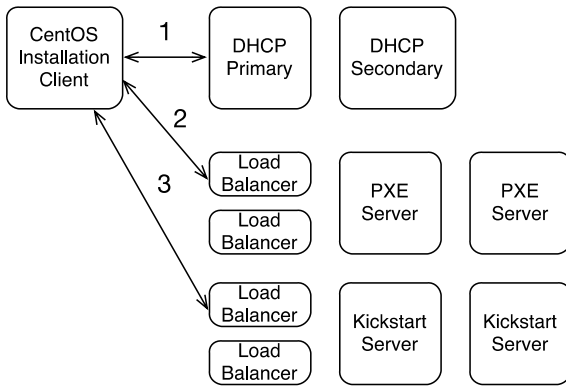 CentOS
Installation
Client
1
DHCP
Primary
DHCP
Secondary
2
3
Load
Balancer
PXE
Server
PXE
Server
Load
Balancer
Load
Balancer
Kickstart
Server
Kickstart
Server
Load
Balancer